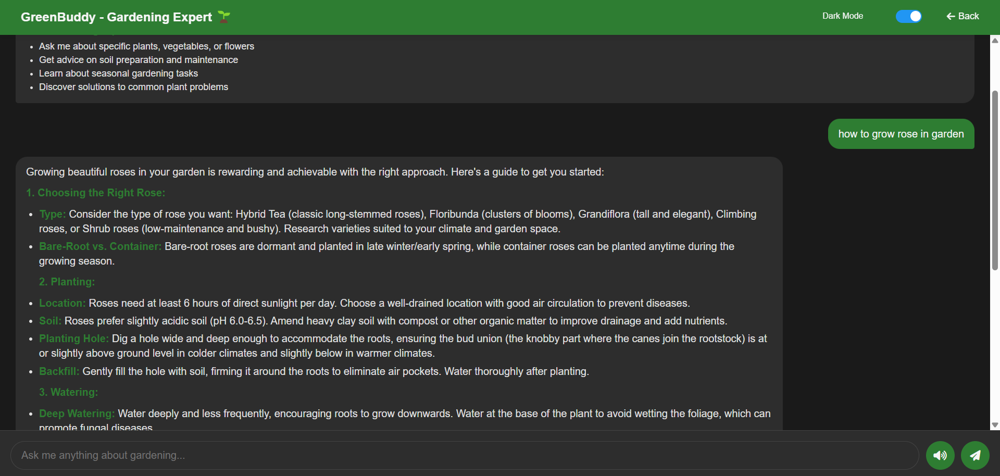 GreenBuddy - Gardening Expert
Dark Mode
Back
Ask me about specific plants, vegetables, or flowers
Get advice on soil preparation and maintenance
Learn about seasonal gardening tasks
Discover solutions to common plant problems
how to grow rose in garden
Growing beautiful roses in your garden is rewarding and achievable with the right approach. Here's a guide to get you started:
1. Choosing the Right Rose:
Type: Consider the type of rose you want: Hybrid Tea (classic long-stemmed roses), Floribunda (clusters of blooms), Grandiflora (tall and elegant), Climbing
roses, or Shrub roses (low-maintenance and bushy). Research varieties suited to your climate and garden space.
Bare-Root vs. Container: Bare-root roses are dormant and planted in late winter/early spring, while container roses can be planted anytime during the
growing season.
2. Planting:
Location: Roses need at least 6 hours of direct sunlight per day. Choose a well-drained location with good air circulation to prevent diseases.
Soil: Roses prefer slightly acidic soil (pH 6.0-6.5). Amend heavy clay soil with compost or other organic matter to improve drainage and add nutrients.
Planting Hole: Dig a hole wide and deep enough to accommodate the roots, ensuring the bud union (the knobby part where the canes join the rootstock) is at
or slightly above ground level in colder climates and slightly below in warmer climates.
Backfill: Gently fill the hole with soil, firming it around the roots to eliminate air pockets. Water thoroughly after planting.
3. Watering:
Deep Watering: Water deeply and less frequently, encouraging roots to grow downwards. Water at the base of the plant to avoid wetting the foliage, which can
promote fungal diseases
Ask me anything about gardening...